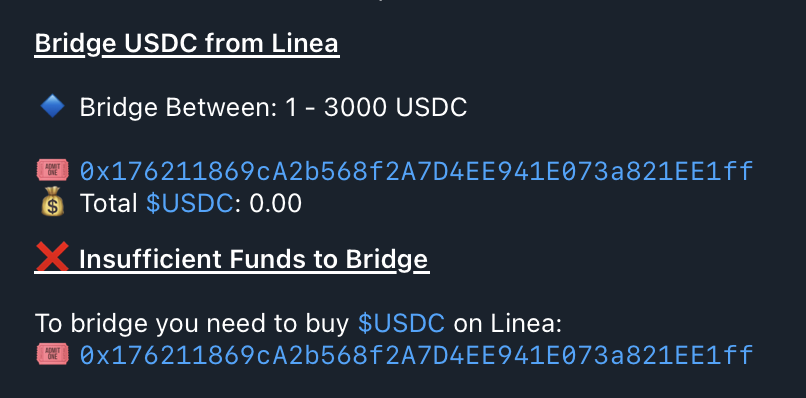 Bridge USDC from Linea
🔷 Bridge Between: 1 - 3000 USDC
🎟 0x176211869cA2b568f2A7D4EE941E073a821EE1ff
💰 Total $USDC: 0.00
❌ Insufficient Funds to Bridge
To bridge you need to buy $USDC on Linea:
🎟 0x176211869cA2b568f2A7D4EE941E073a821EE1ff